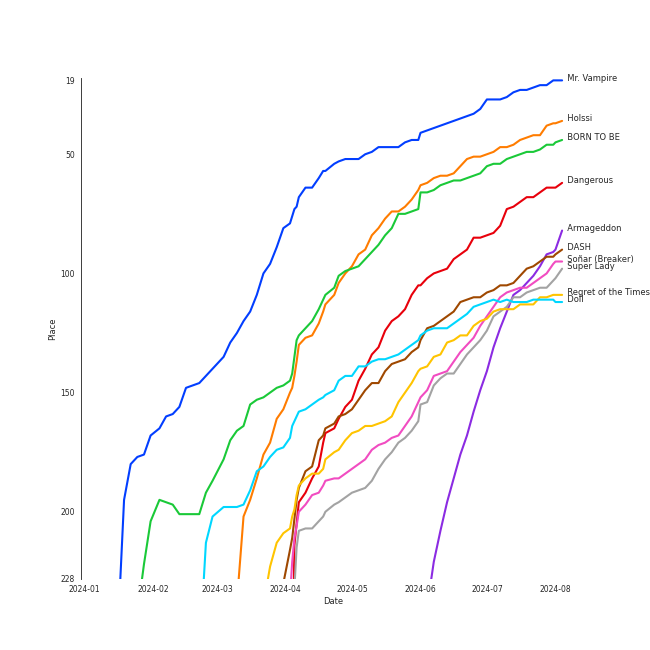 19
50
100
150
200
228
Place
2024-01
2024-02
2024-03
2024-04
2024-05
2024-06
2024-07
2024-08
Date
Mr. Vampire
Holssi
BORN TO BE
Dangerous
Armageddon
DASH
Soñar (Breaker)
Super Lady
Regret of the Times